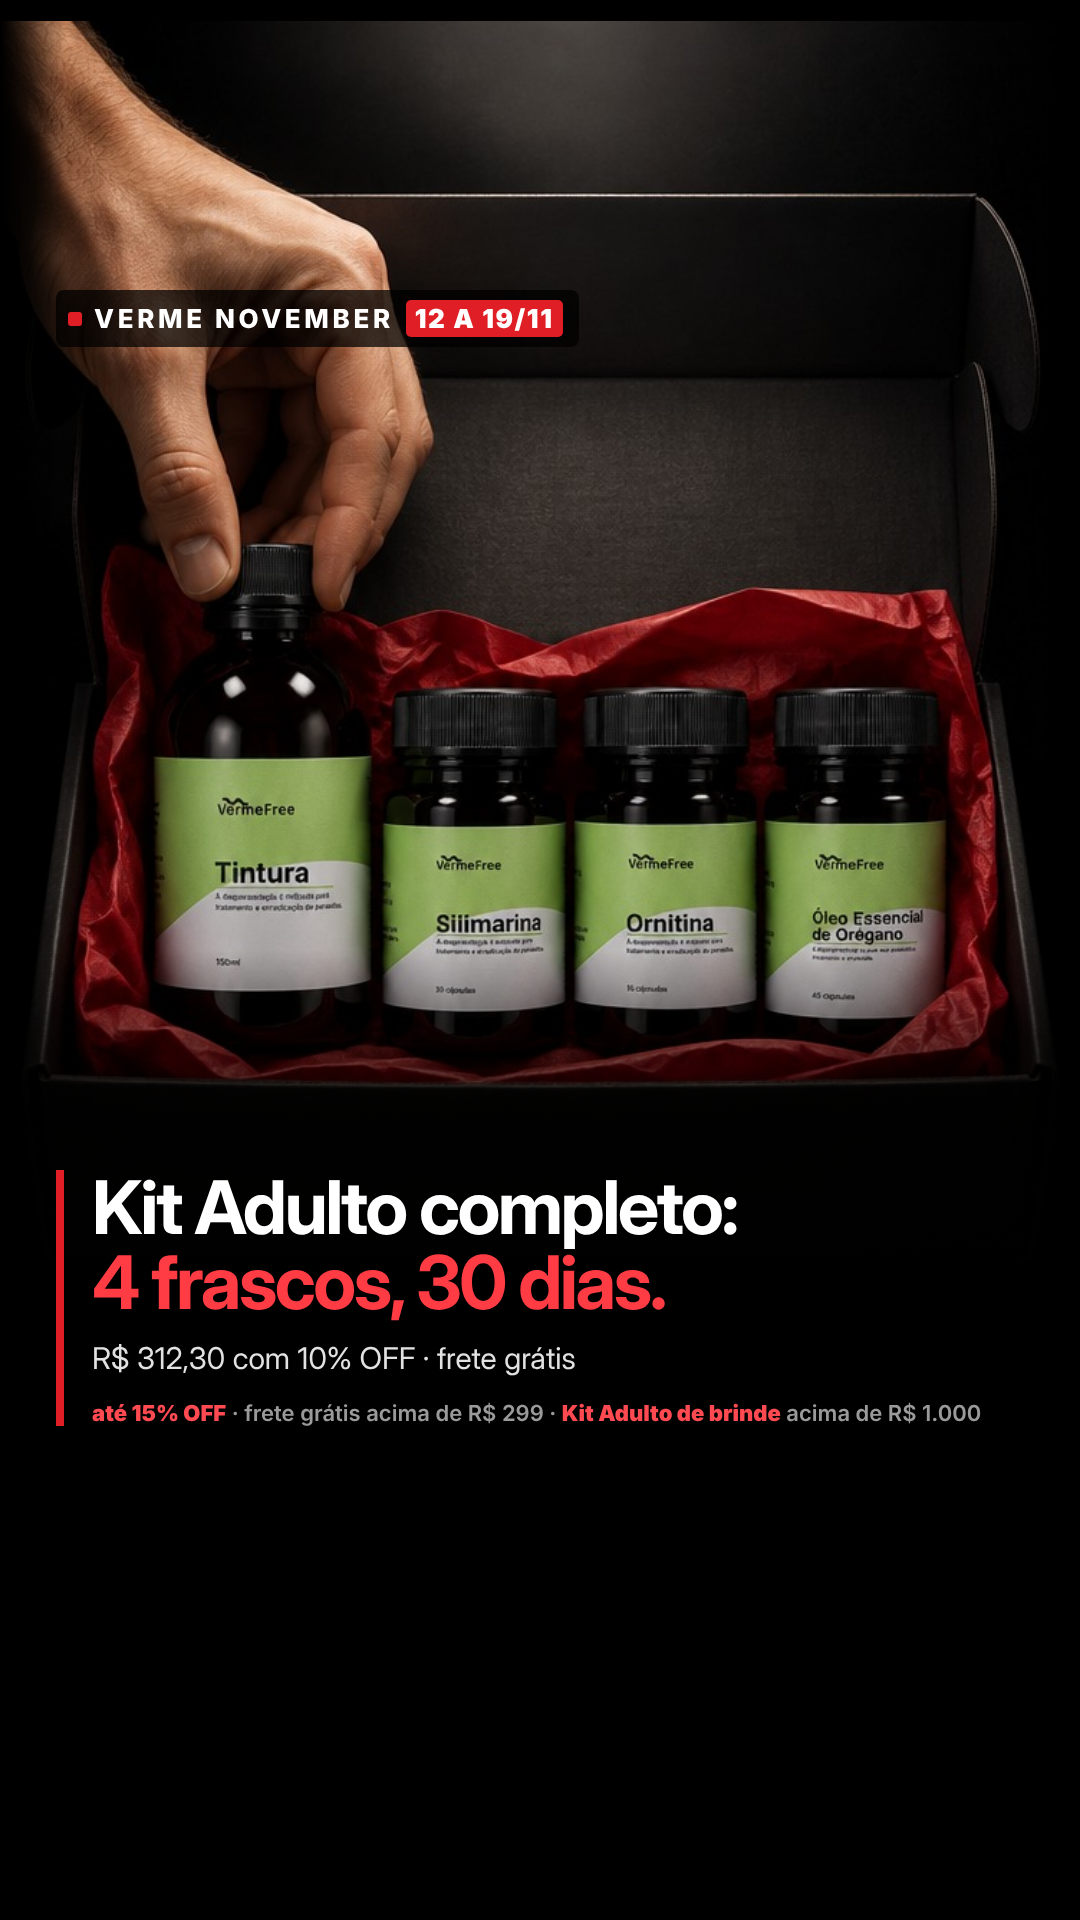 VERME NOVEMBER 12 A 19/11
VermeFree
Tintura
150ml
VermeFree
Silimarina
30 cápsulas
VermeFree
Ornitina
VermeFree
Óleo Essencial
de Orégano
45 cápsulas
Kit Adulto completo:
4 frascos, 30 dias.
R$ 312,30 com 10% OFF · frete grátis
até 15% OFF · frete grátis acima de R$ 299 · Kit Adulto de brinde acima de R$ 1.000